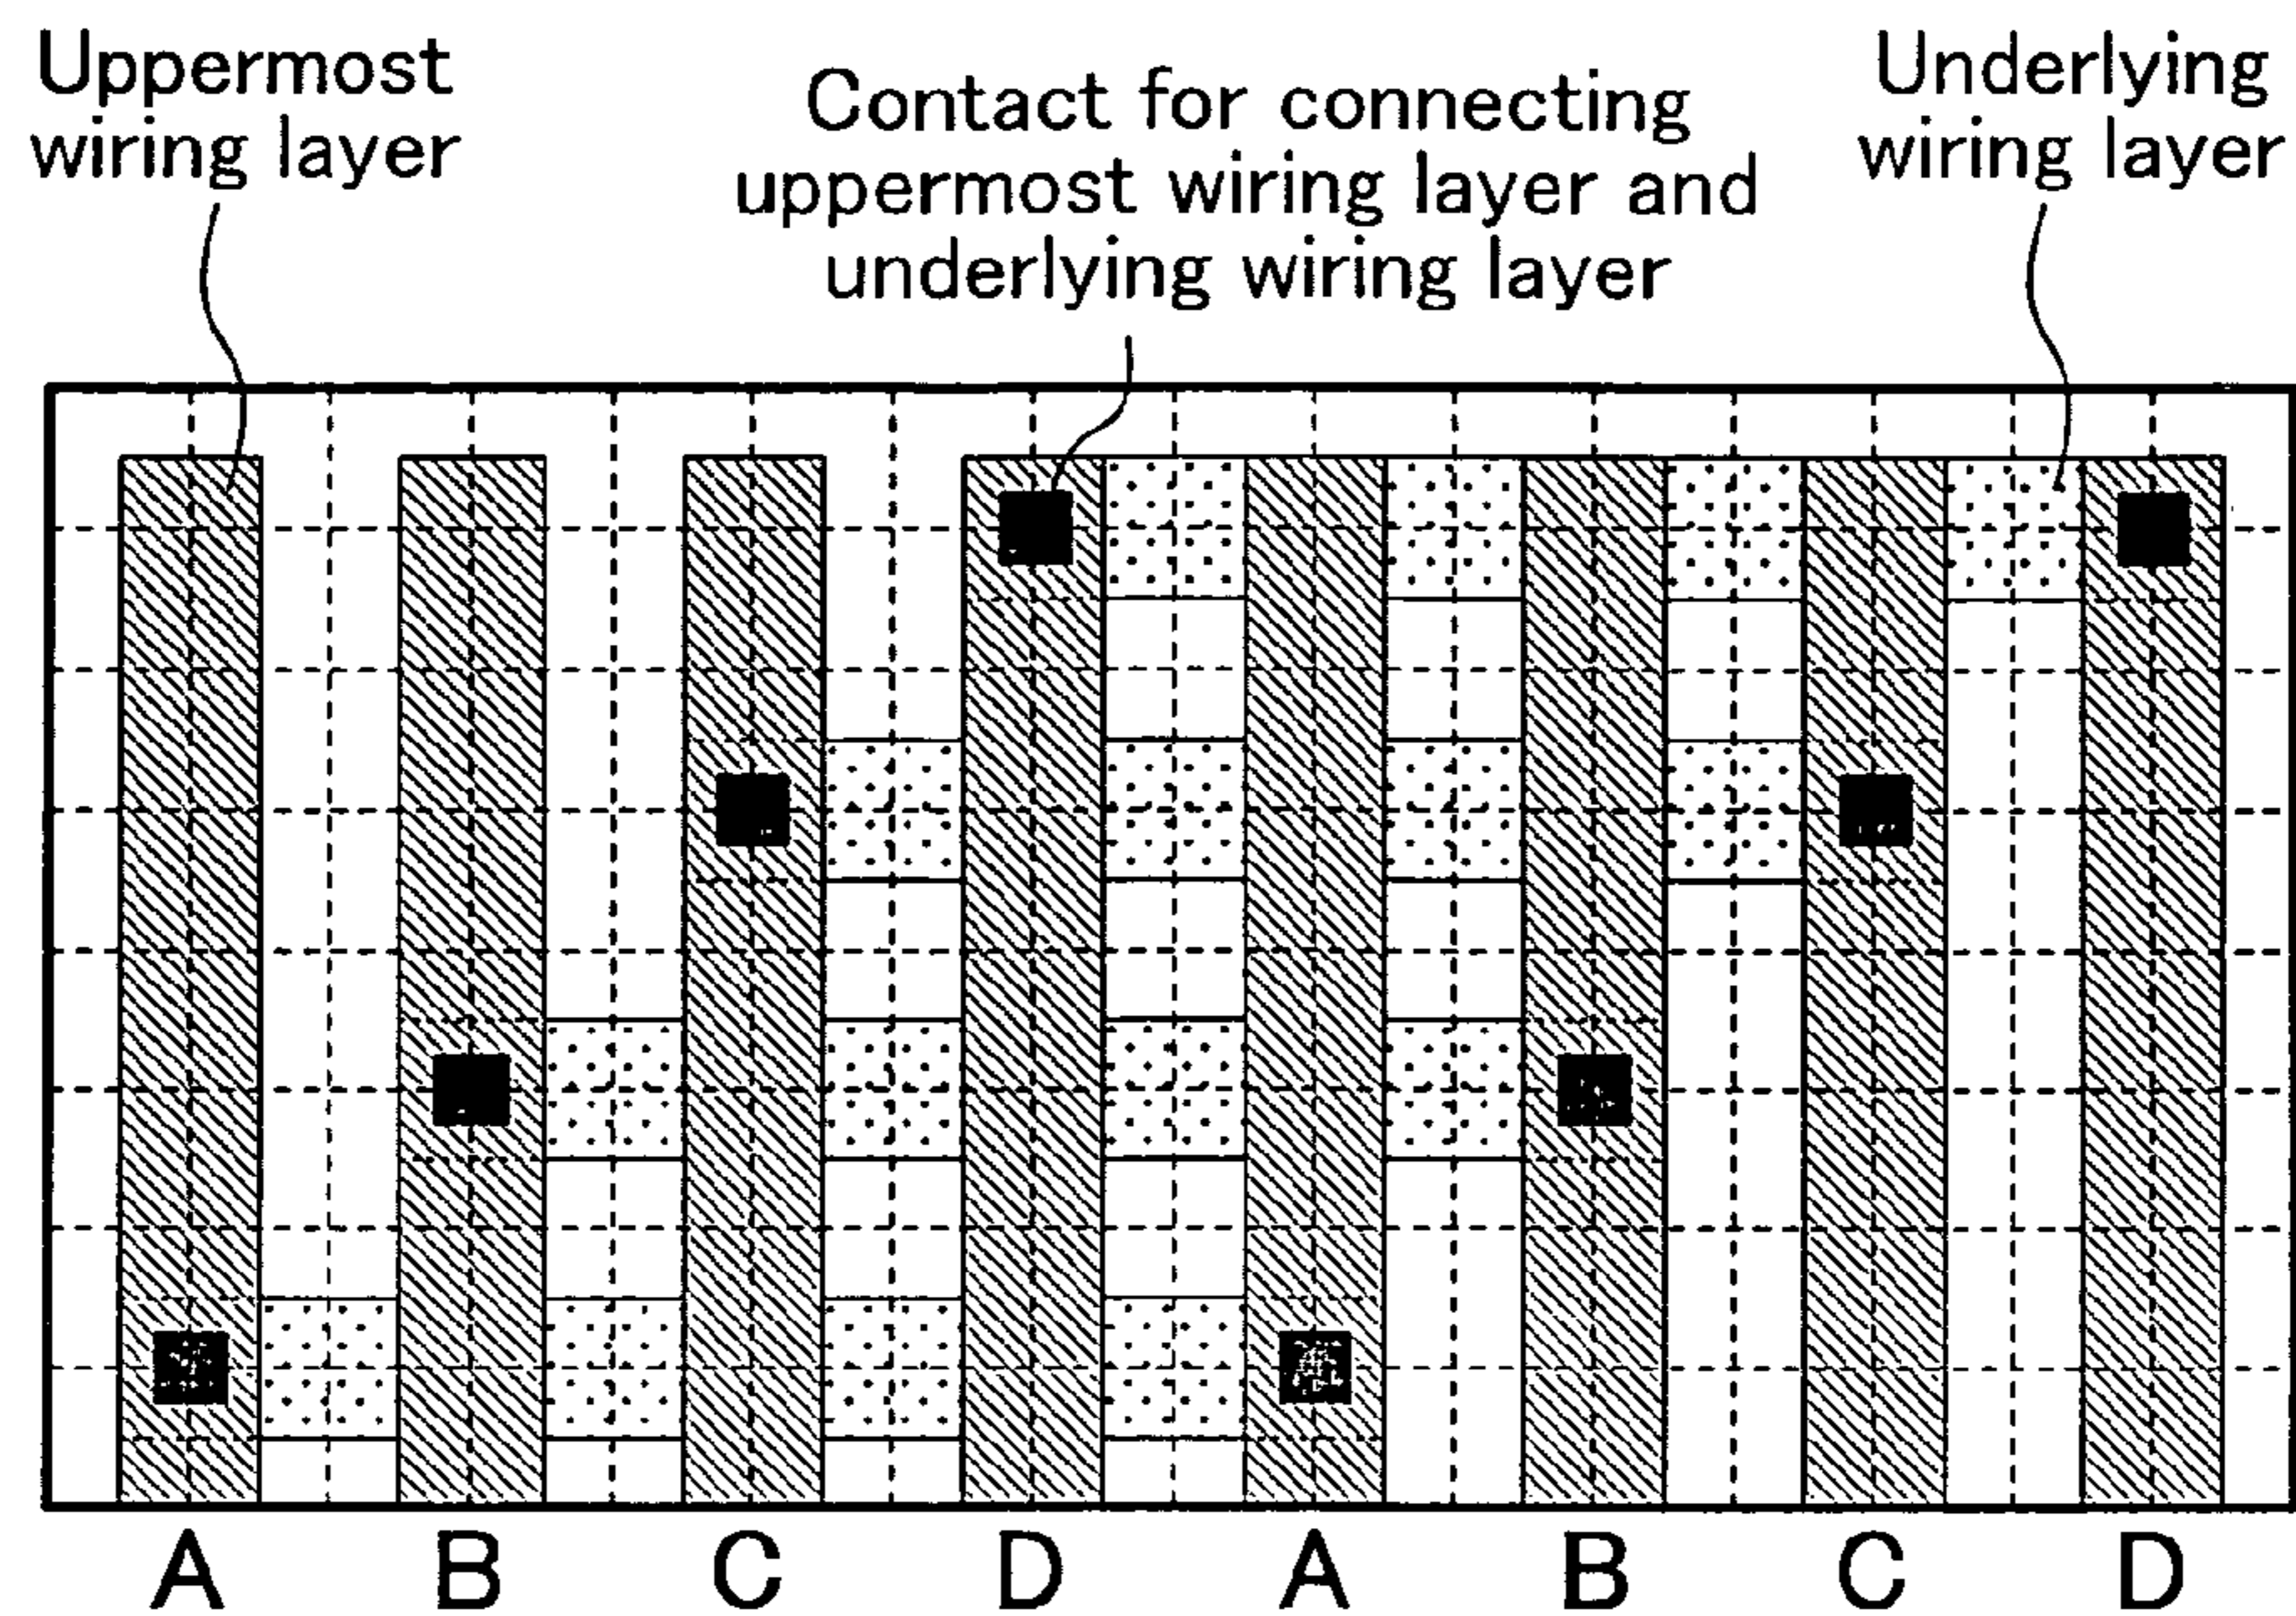 Uppermost
wiring layer
Contact for connecting
uppermost wiring layer and
underlying wiring layer
Underlying
wiring layer
A B C D A B C D